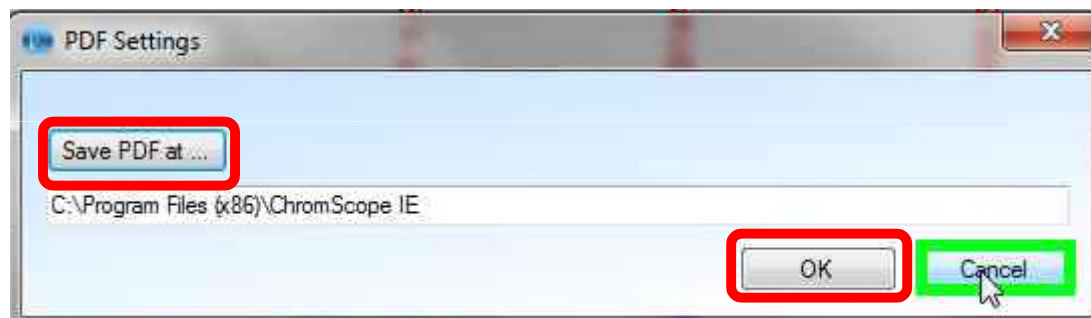 PDF Settings
Save PDF at ...
C:\Program Files (x86)\ChromScope IE
OK
Cancel